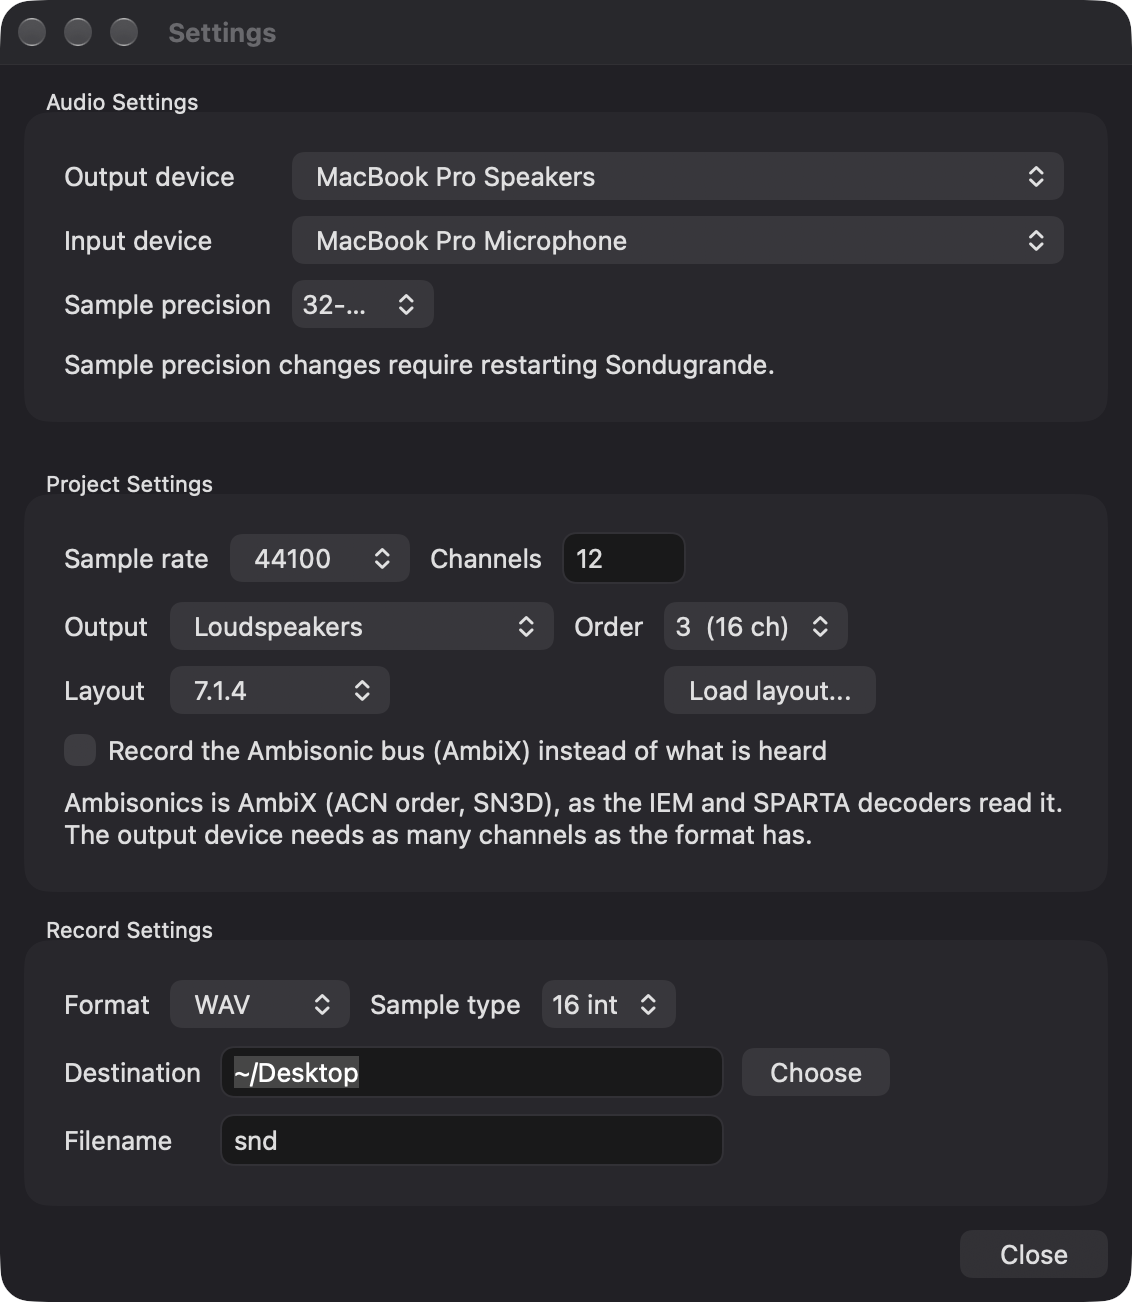 Settings
Audio Settings
Output device MacBook Pro Speakers
Input device MacBook Pro Microphone
Sample precision 32-...
Sample precision changes require restarting Sondugrande.
Project Settings
Sample rate 44100 Channels 12
Output Loudspeakers Order 3 (16 ch)
Layout 7.1.4 Load layout...
Record the Ambisonic bus (AmbiX) instead of what is heard
Ambisonics is AmbiX (ACN order, SN3D), as the IEM and SPARTA decoders read it.
The output device needs as many channels as the format has.
Record Settings
Format WAV Sample type 16 int
Destination ~/Desktop Choose
Filename snd
Close